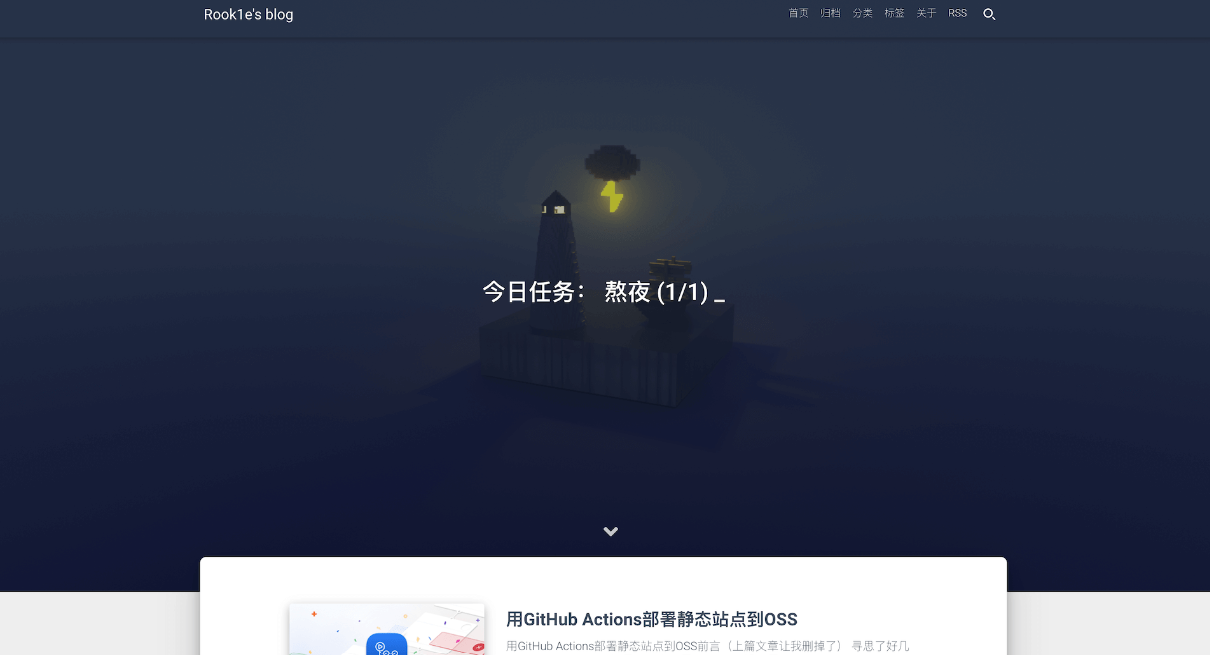 Rook1e's blog
首页 归档 分类 标签 关于 RSS
今日任务： 熬夜 (1/1) _
用GitHub Actions部署静态站点到OSS
用GitHub Actions部署静态站点到OSS前言（上篇文章让我删掉了） 寻思了好几